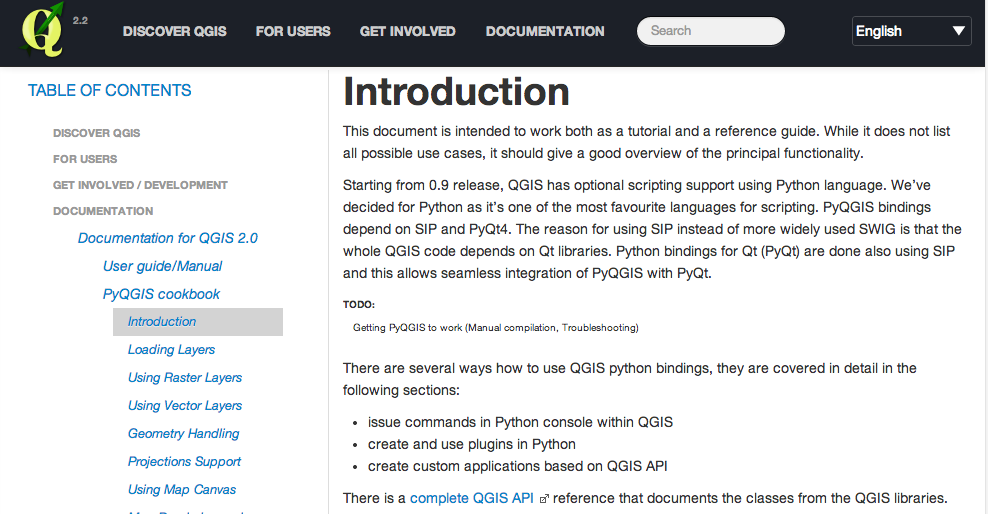 2.2
DISCOVER QGIS
FOR USERS
GET INVOLVED
DOCUMENTATION
Search
English
TABLE OF CONTENTS
DISCOVER QGIS
FOR USERS
GET INVOLVED / DEVELOPMENT
DOCUMENTATION
Documentation for QGIS 2.0
User guide/Manual
PyQGIS cookbook
Introduction
Loading Layers
Using Raster Layers
Using Vector Layers
Geometry Handling
Projections Support
Using Map Canvas
Introduction
This document is intended to work both as a tutorial and a reference guide. While it does not list
all possible use cases, it should give a good overview of the principal functionality.
Starting from 0.9 release, QGIS has optional scripting support using Python language. We've
decided for Python as it's one of the most favourite languages for scripting. PyQGIS bindings
depend on SIP and PyQt4. The reason for using SIP instead of more widely used SWIG is that the
whole QGIS code depends on Qt libraries. Python bindings for Qt (PyQt) are done also using SIP
and this allows seamless integration of PyQGIS with PyQt.
TODO:
Getting PyQGIS to work (Manual compilation, Troubleshooting)
There are several ways how to use QGIS python bindings, they are covered in detail in the
following sections:
• issue commands in Python console within QGIS
• create and use plugins in Python
• create custom applications based on QGIS API
There is a complete QGIS API reference that documents the classes from the QGIS libraries.